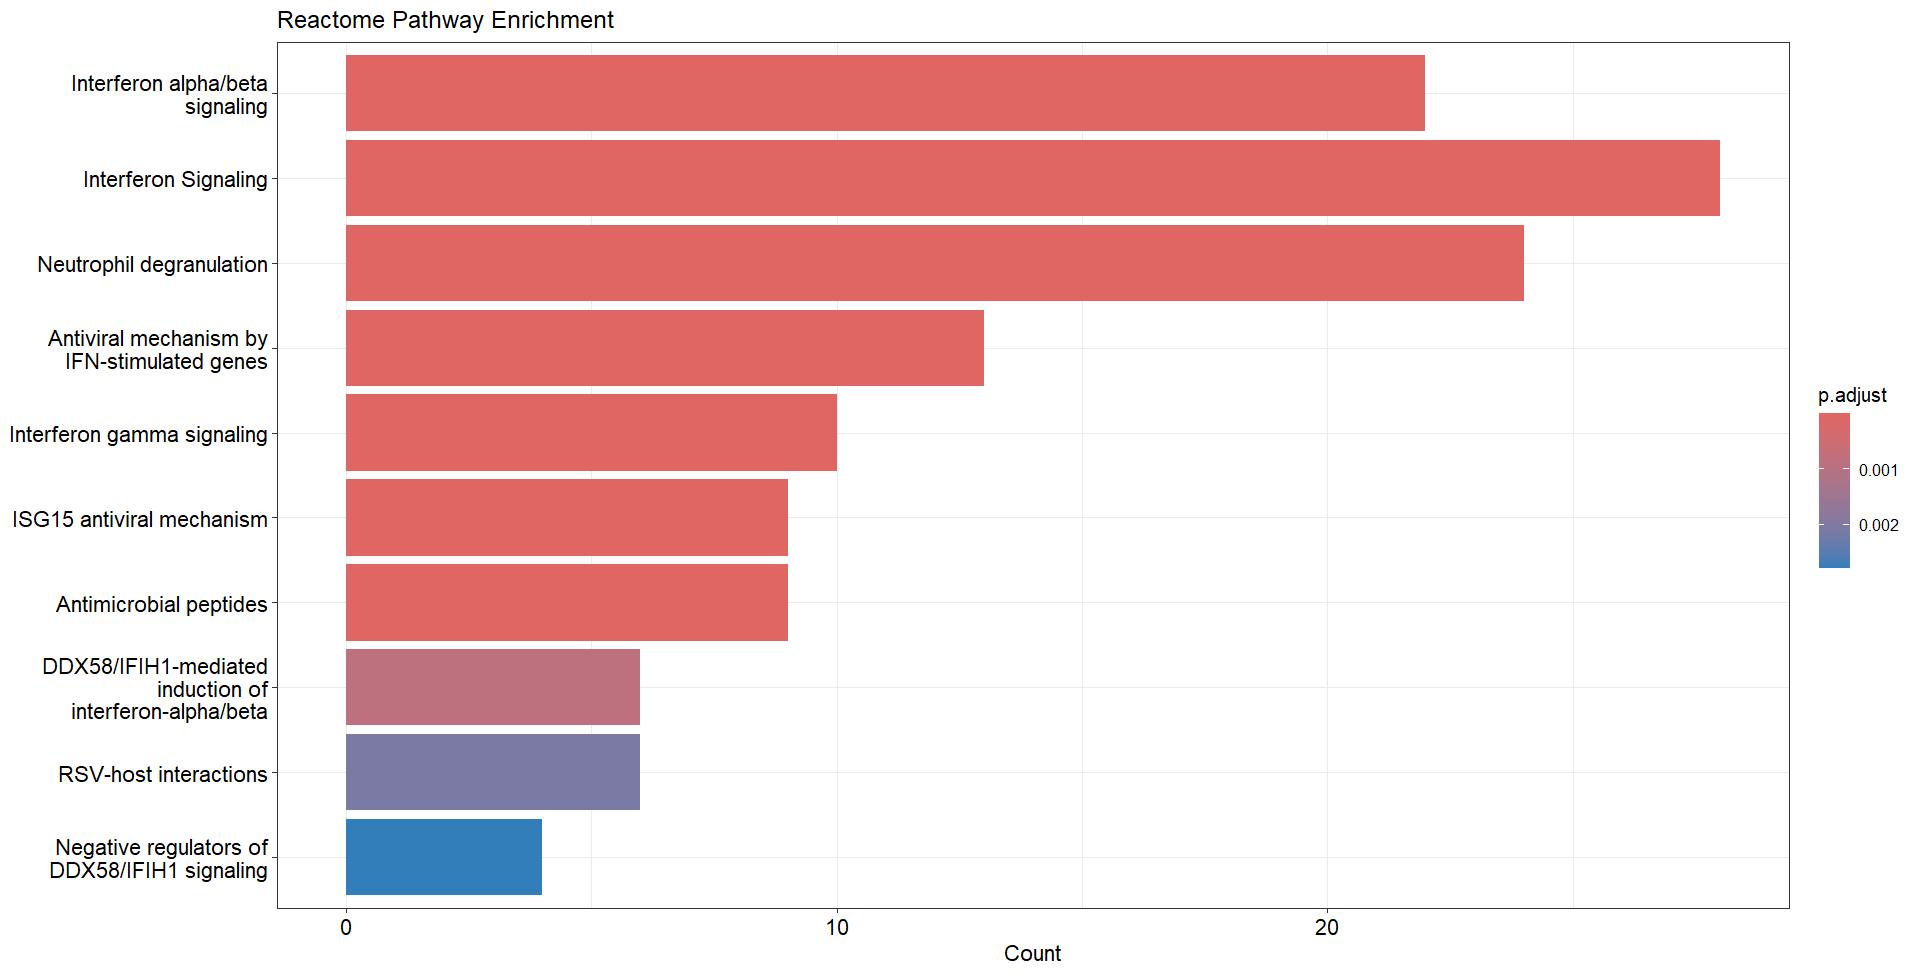 Reactome Pathway Enrichment
Interferon alpha/beta
signaling
Interferon Signaling
Neutrophil degranulation
Antiviral mechanism by
IFN-stimulated genes
Interferon gamma signaling
ISG15 antiviral mechanism
Antimicrobial peptides
DDX58/IFIH1-mediated
induction of
interferon-alpha/beta
RSV-host interactions
Negative regulators of
DDX58/IFIH1 signaling
0 10 20
Count
p.adjust
0.001
0.002